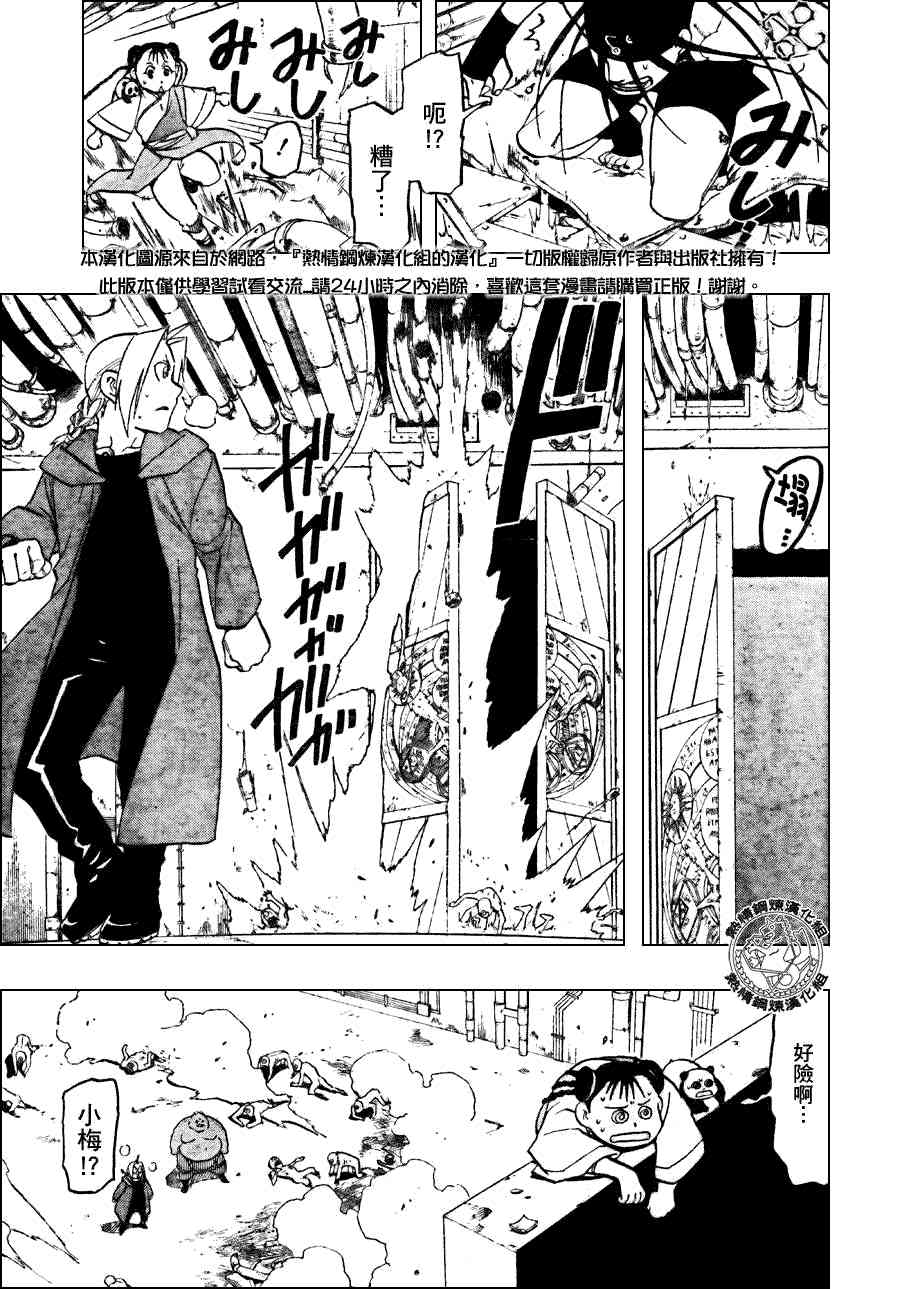 みしっ
呃!?
糟了…
みしみしみし
!
本漢化圖源來自於網路，『熱情鋼煉漢化組的漢化』一切版權歸原作者與出版社擁有！
此版本僅供學習試看交流，請24小時之內消除，喜歡這套漫畫請購買正版！謝謝。
塌…
ド
ガガガガガガ
熱情鋼煉漢化組
熱情鋼煉漢化組
好險啊…
小梅!?